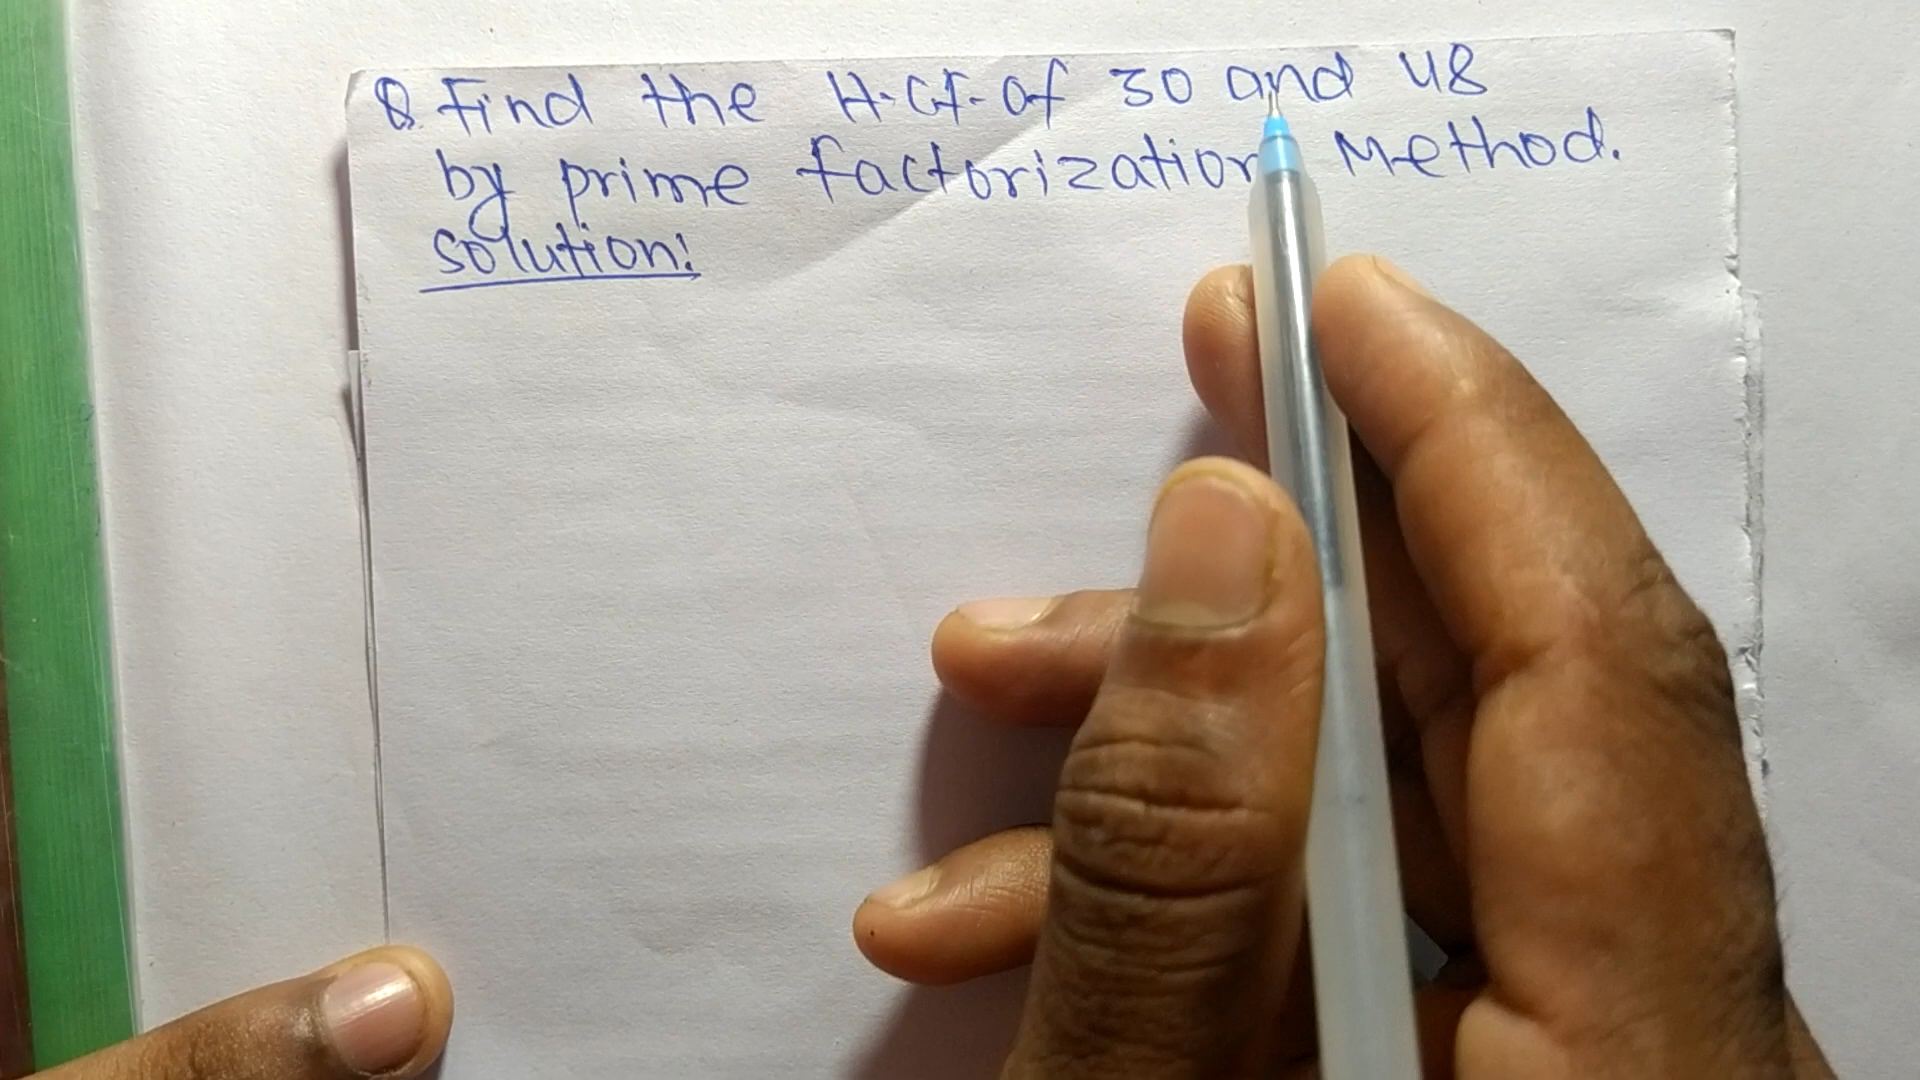 Q. Find the H.C.F. of 30 and 48
by prime factorization Method.
solution: